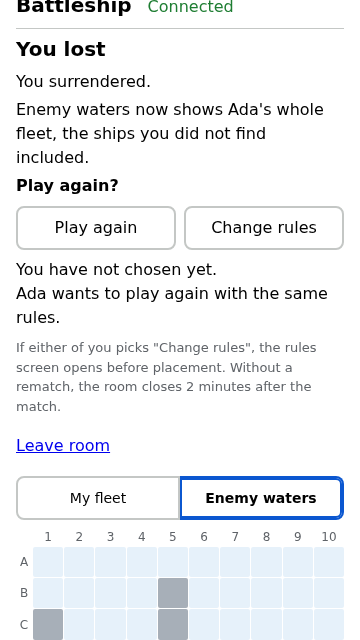 Battleship Connected
You lost
You surrendered.
Enemy waters now shows Ada's whole
fleet, the ships you did not find
included.
Play again?
Play again Change rules
You have not chosen yet.
Ada wants to play again with the same
rules.
If either of you picks "Change rules", the rules
screen opens before placement. Without a
rematch, the room closes 2 minutes after the
match.
Leave room
My fleet Enemy waters
1 2 3 4 5 6 7 8 9 10
A
B
C